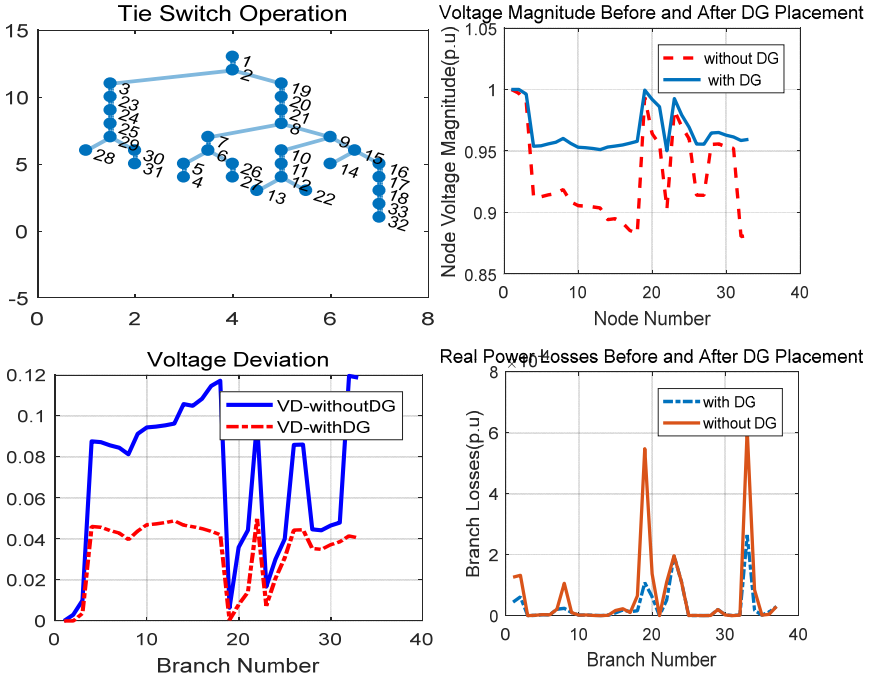 Tie Switch Operation
15
10
5
0
-5
0 2 4 6 8
1
2
3
19
23
20
24
21
25
8
29
7
9
28
30
6
10
15
31
5
26
11
14
16
4
27
12
17
13
22
18
33
32
Voltage Magnitude Before and After DG Placement
1.05
1
0.95
0.9
0.85
Node Voltage Magnitude(p.u)
without DG
with DG
0 10 20 30 40
Node Number
Voltage Deviation
0.12
0.1
0.08
0.06
0.04
0.02
0
VD-withoutDG
VD-withDG
0 10 20 30 40
Branch Number
Real Power Losses Before and After DG Placement
8
6
4
2
0
Branch Losses(p.u)
with DG
without DG
0 10 20 30 40
Branch Number